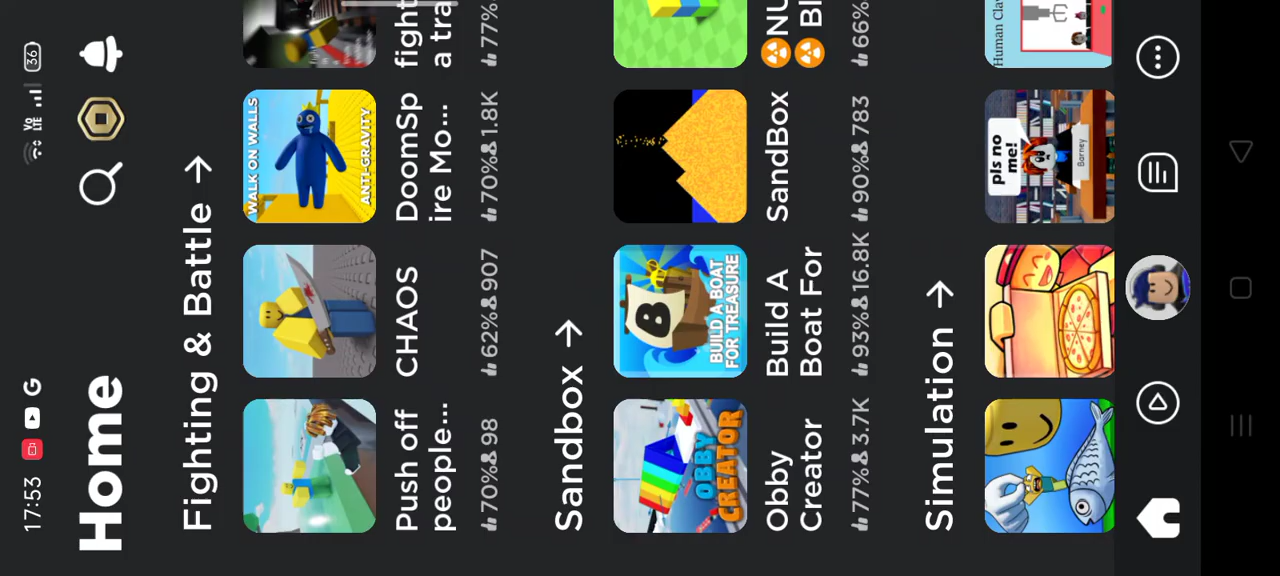 17:53
G
Vo
LTE
36
Home
Fighting & Battle →
WALK ON WALLS
ANTI-GRAVITY
Push off
people...
CHAOS
DoomSp
ire Mo...
fight
a tra
70% 98
62% 907
70% 1.8K
77%
Sandbox →
OBBY
CREATOR
B
BUILD A BOAT
FOR TREASURE
Obby
Creator
Build A
Boat For
SandBox
NU
Bl
77% 3.7K
93% 16.8K
90% 783
66%
Simulation →
pls no
me!
Barney
Human Cla